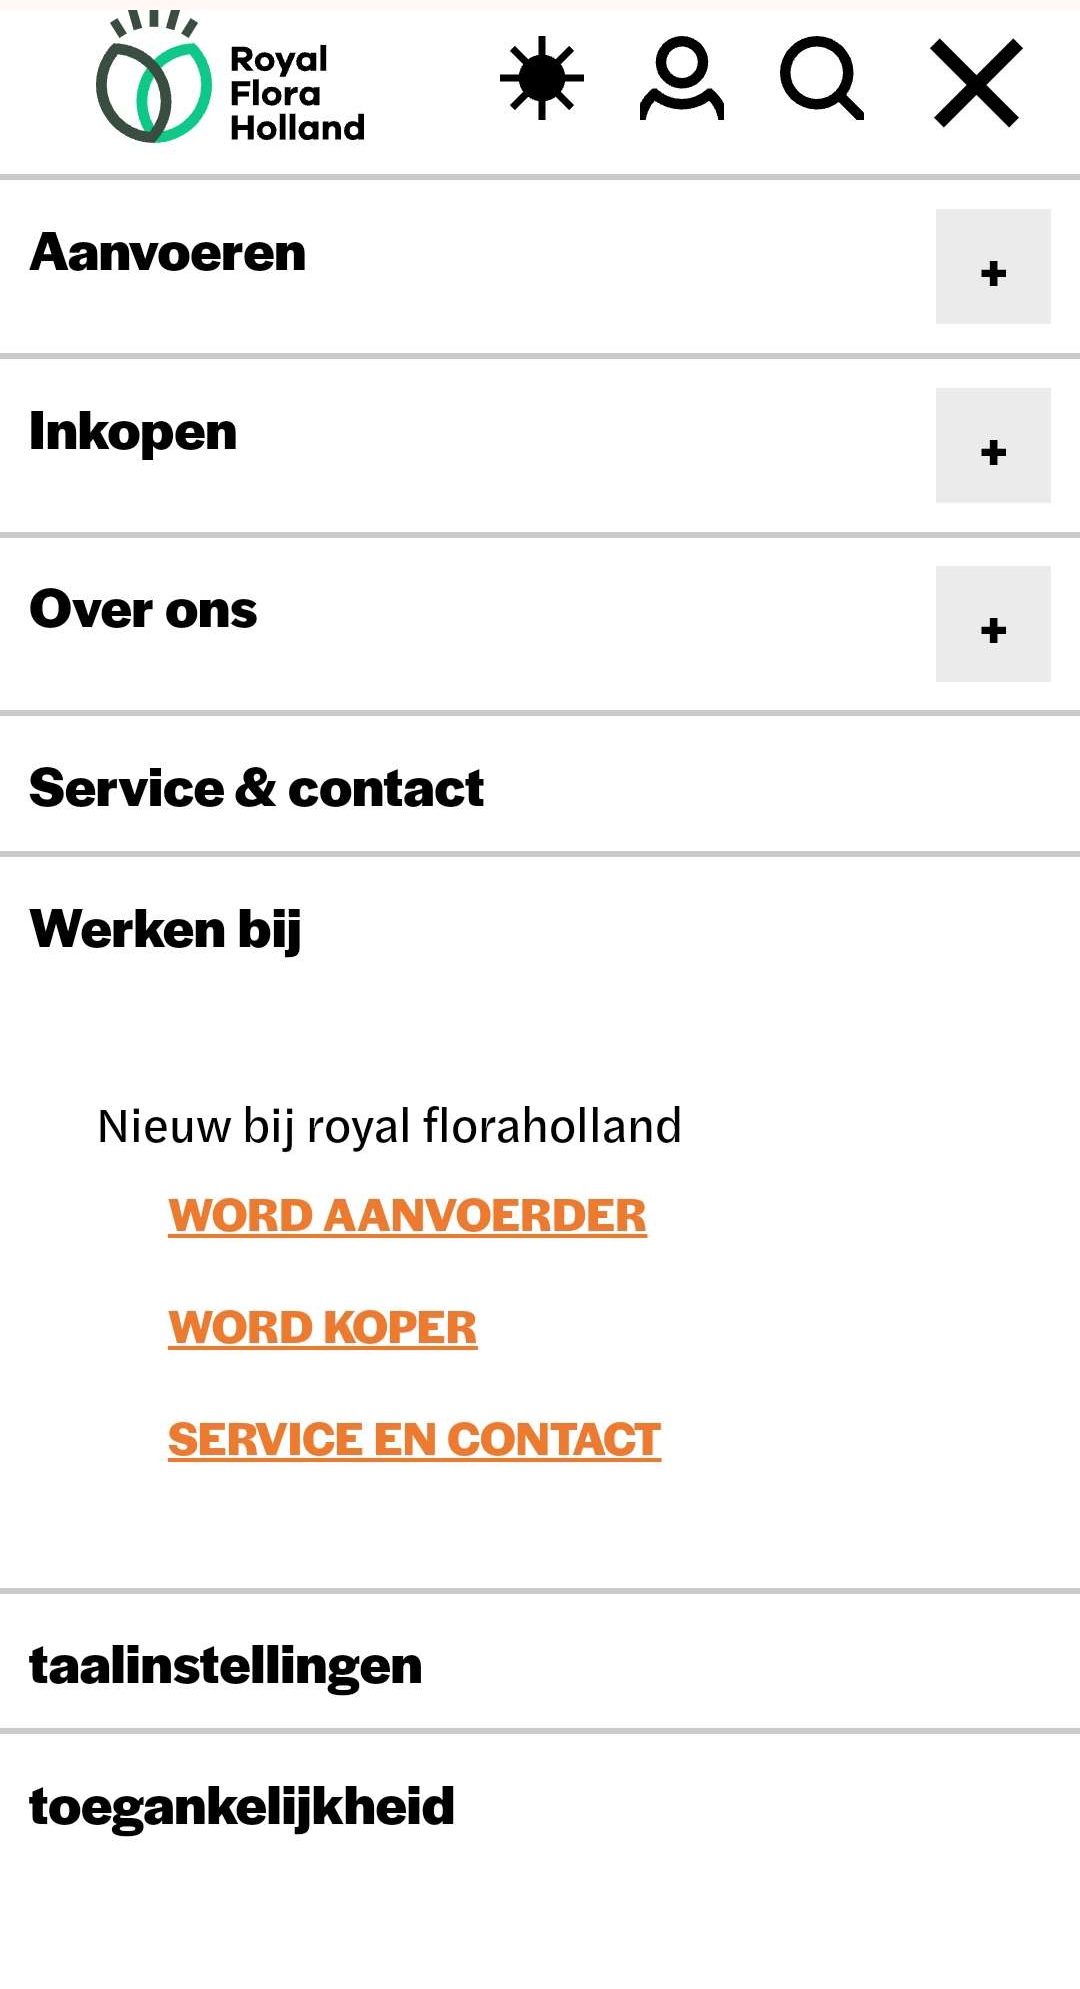 Royal
Flora
Holland
Aanvoeren
+
Inkopen
+
Over ons
+
Service & contact
Werken bij
Nieuw bij royal floraholland
WORD AANVOERDER
WORD KOPER
SERVICE EN CONTACT
taalinstellingen
toegankelijkheid